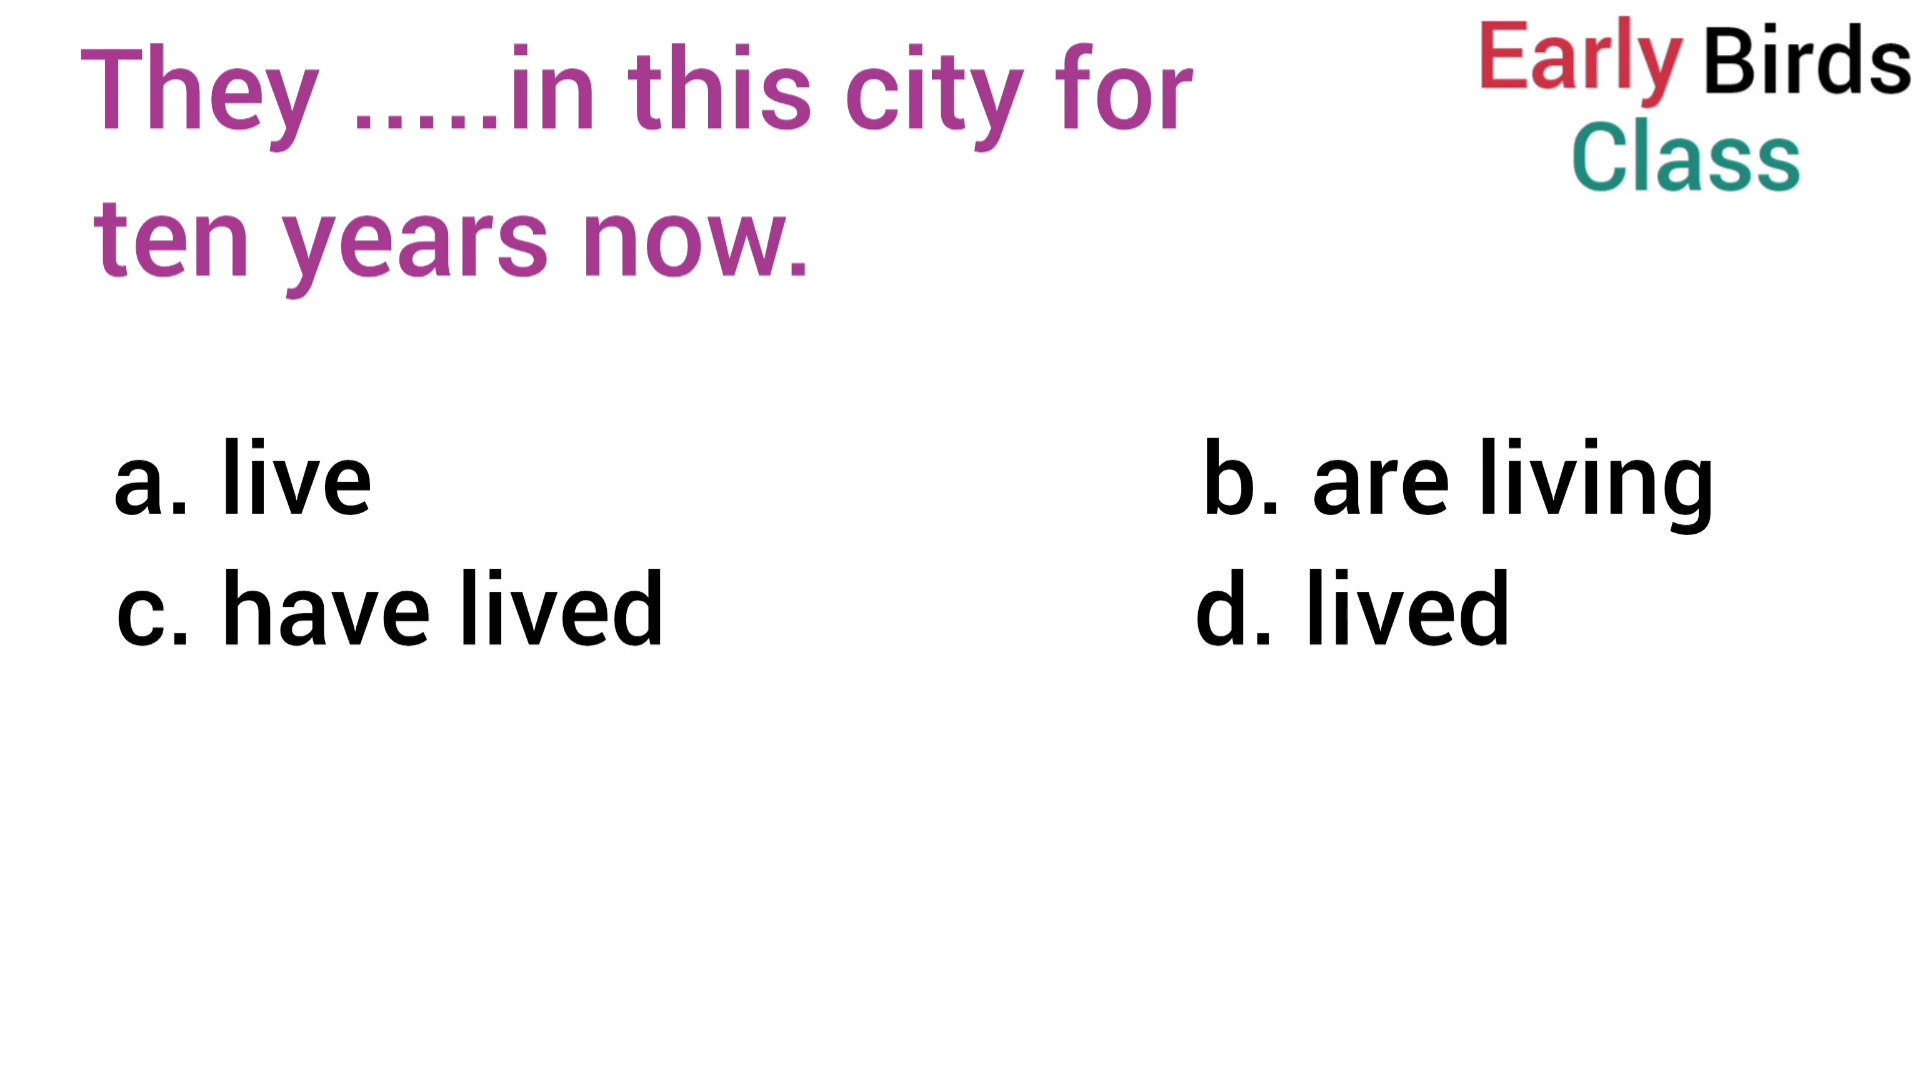 They .....in this city for
ten years now.
Early Birds
Class
a. live
b. are living
c. have lived
d. lived